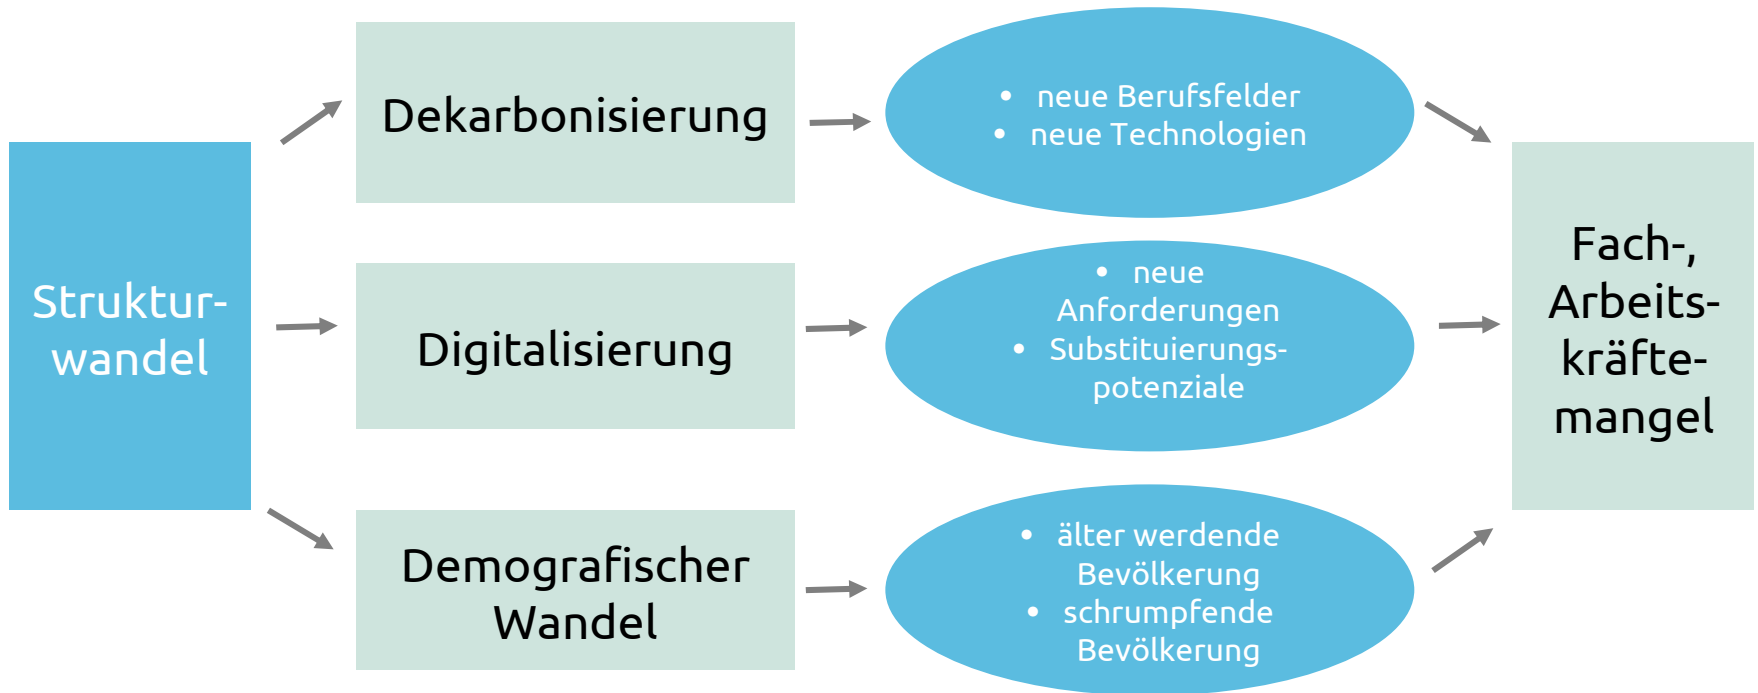 Struktur-
wandel
Dekarbonisierung
• neue Berufsfelder
• neue Technologien
Digitalisierung
• neue
Anforderungen
• Substituierungs-
potenziale
Demografischer
Wandel
• älter werdende
Bevölkerung
• schrumpfende
Bevölkerung
Fach-,
Arbeits-
kräfte-
mangel